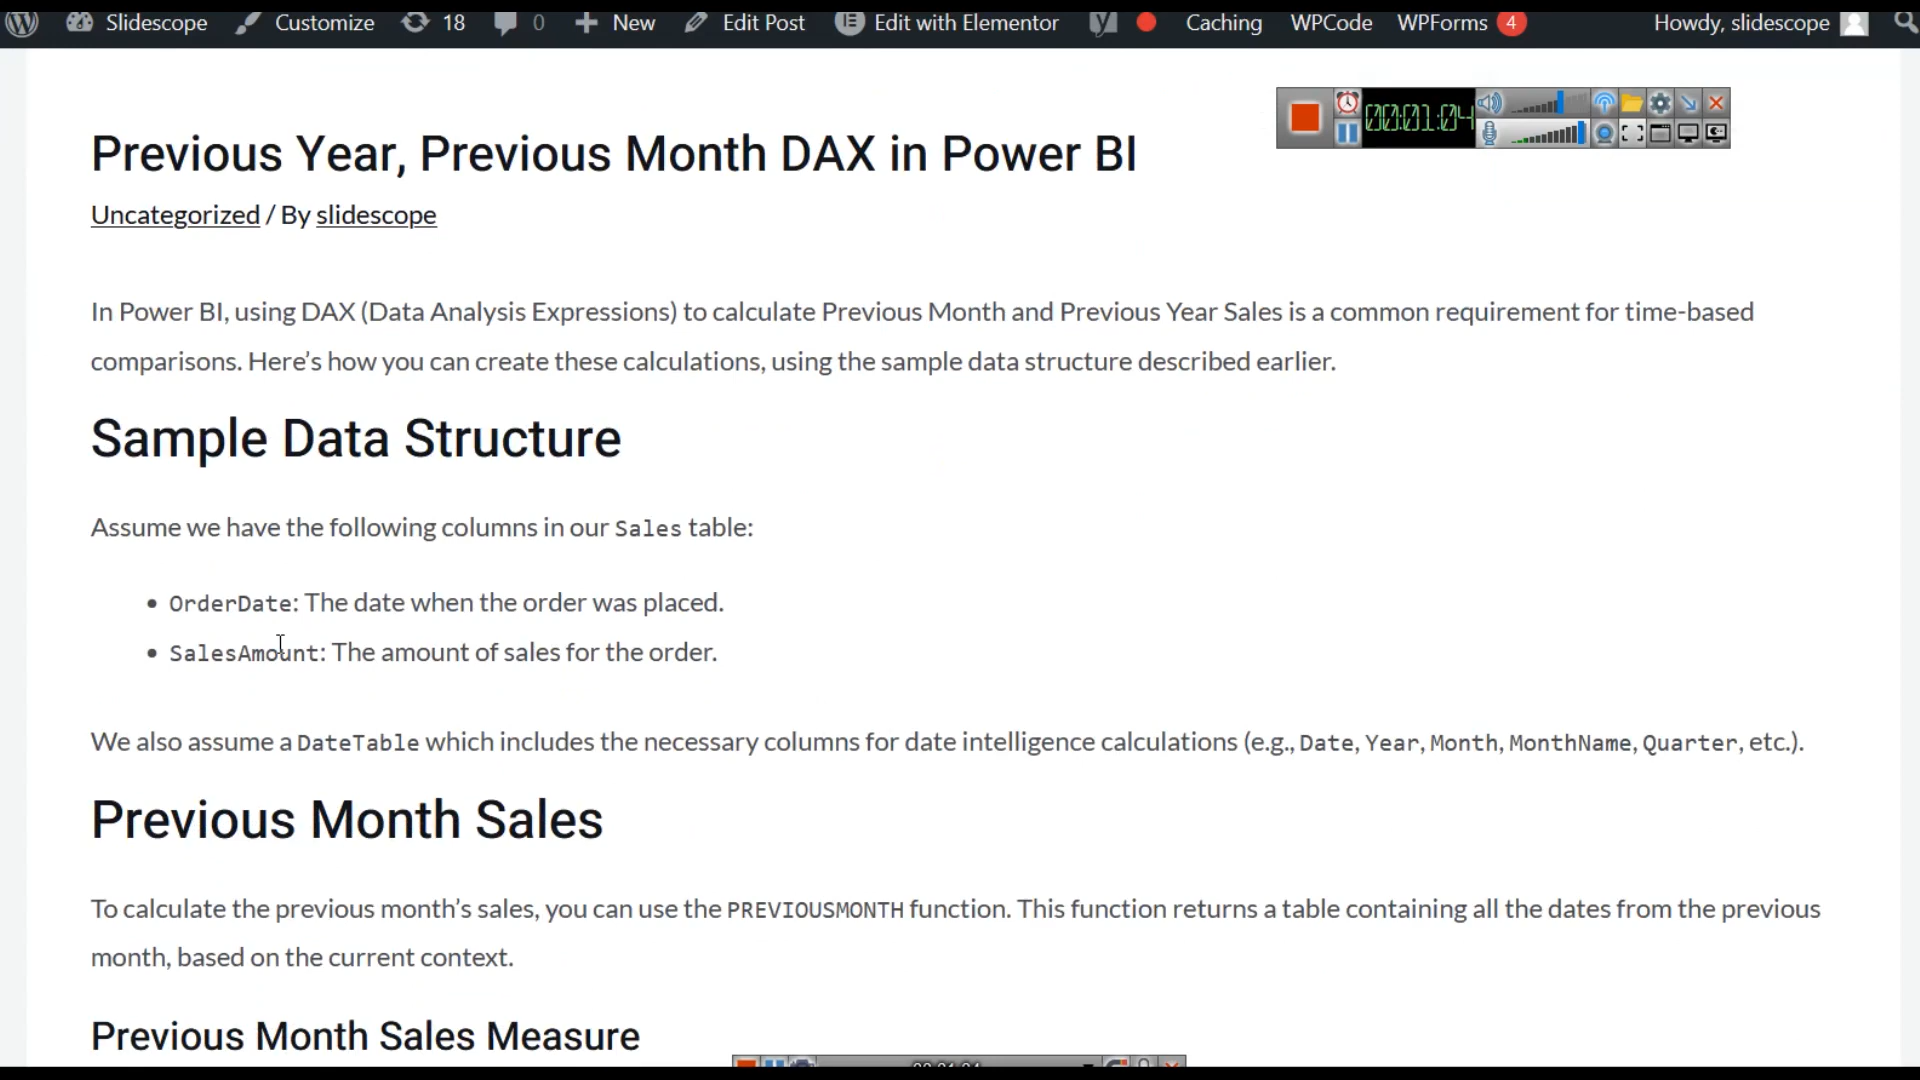 Slidescope Customize 18 0 New Edit Post Edit with Elementor Caching WPCode WPForms 4 Howdy, slidescope
00:01:04
Previous Year, Previous Month DAX in Power BI
Uncategorized / By slidescope
In Power BI, using DAX (Data Analysis Expressions) to calculate Previous Month and Previous Year Sales is a common requirement for time-based
comparisons. Here’s how you can create these calculations, using the sample data structure described earlier.
Sample Data Structure
Assume we have the following columns in our Sales table:
• OrderDate: The date when the order was placed.
• SalesAmount: The amount of sales for the order.
We also assume a DateTable which includes the necessary columns for date intelligence calculations (e.g., Date, Year, Month, MonthName, Quarter, etc.).
Previous Month Sales
To calculate the previous month’s sales, you can use the PREVIOUSMONTH function. This function returns a table containing all the dates from the previous
month, based on the current context.
Previous Month Sales Measure